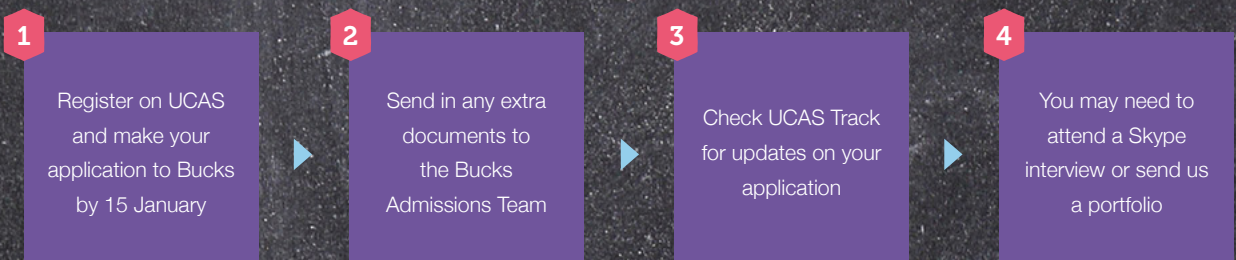 1
Register on UCAS
and make your
application to Bucks
by 15 January
2
Send in any extra
documents to
the Bucks
Admissions Team
3
Check UCAS Track
for updates on your
application
4
You may need to
attend a Skype
interview or send us
a portfolio